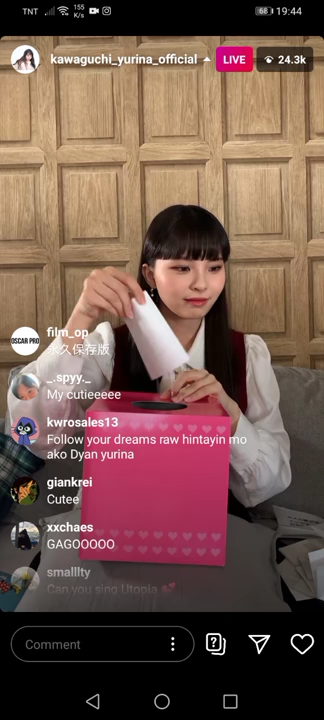 TNT
155
K/s
68
19:44
kawaguchi_yurina_official
LIVE
24.3k
film_op
OSCAR PRO
永久保存版
_.spyy._
My cutieeeee
kwrosales13
Follow your dreams raw hintayin mo
ako Dyan yurina
giankrei
Cutee
xxchaes
GAGOOOOO
smalllty
Can you sing Utopia
Comment